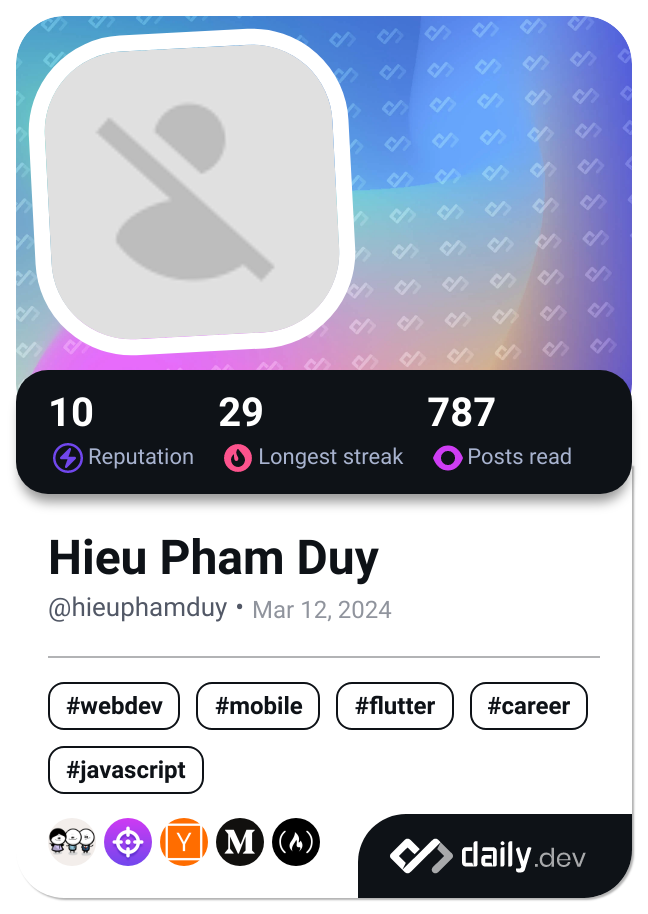 10 29 787
Reputation Longest streak Posts read
Hieu Pham Duy
@hieuphamduy • Mar 12, 2024
#webdev #mobile #flutter #career
#javascript
Y M
daily.dev